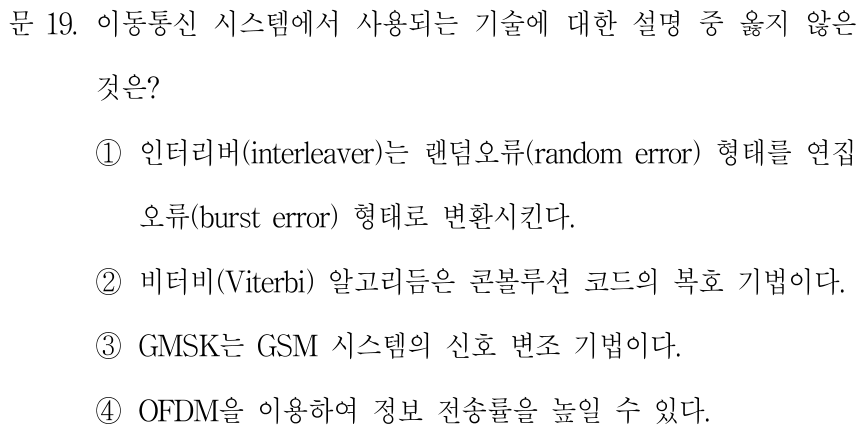 문 19. 이동통신 시스템에서 사용되는 기술에 대한 설명 중 옳지 않은
것은?
① 인터리버(interleaver)는 랜덤오류(random error) 형태를 연집
오류(burst error) 형태로 변환시킨다.
② 비터비(Viterbi) 알고리듬은 콘볼루션 코드의 복호 기법이다.
③ GMSK는 GSM 시스템의 신호 변조 기법이다.
④ OFDM을 이용하여 정보 전송률을 높일 수 있다.